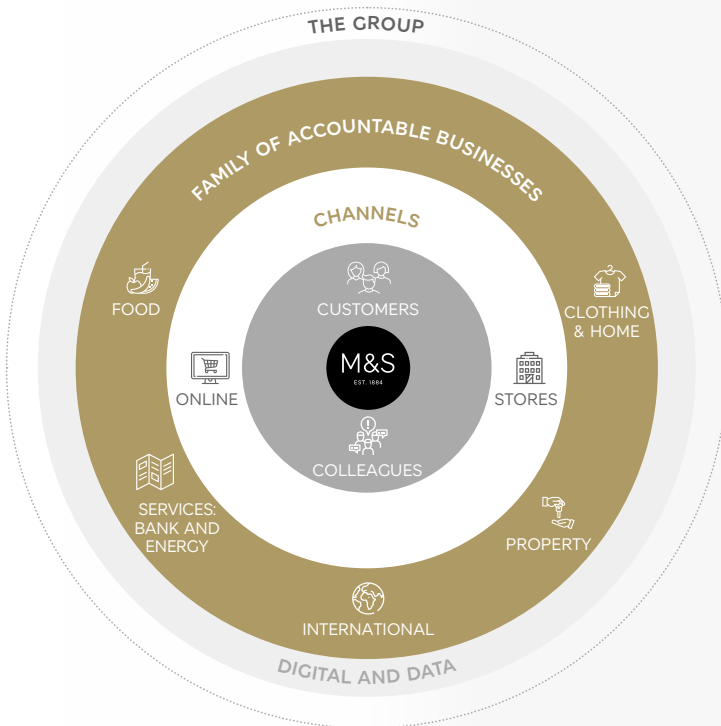 THE GROUP
FAMILY OF ACCOUNTABLE BUSINESSES
CHANNELS
CUSTOMERS
FOOD
CLOTHING
& HOME
M&S
EST. 1884
ONLINE
STORES
COLLEAGUES
SERVICES:
BANK AND
ENERGY
PROPERTY
INTERNATIONAL
DIGITAL AND DATA